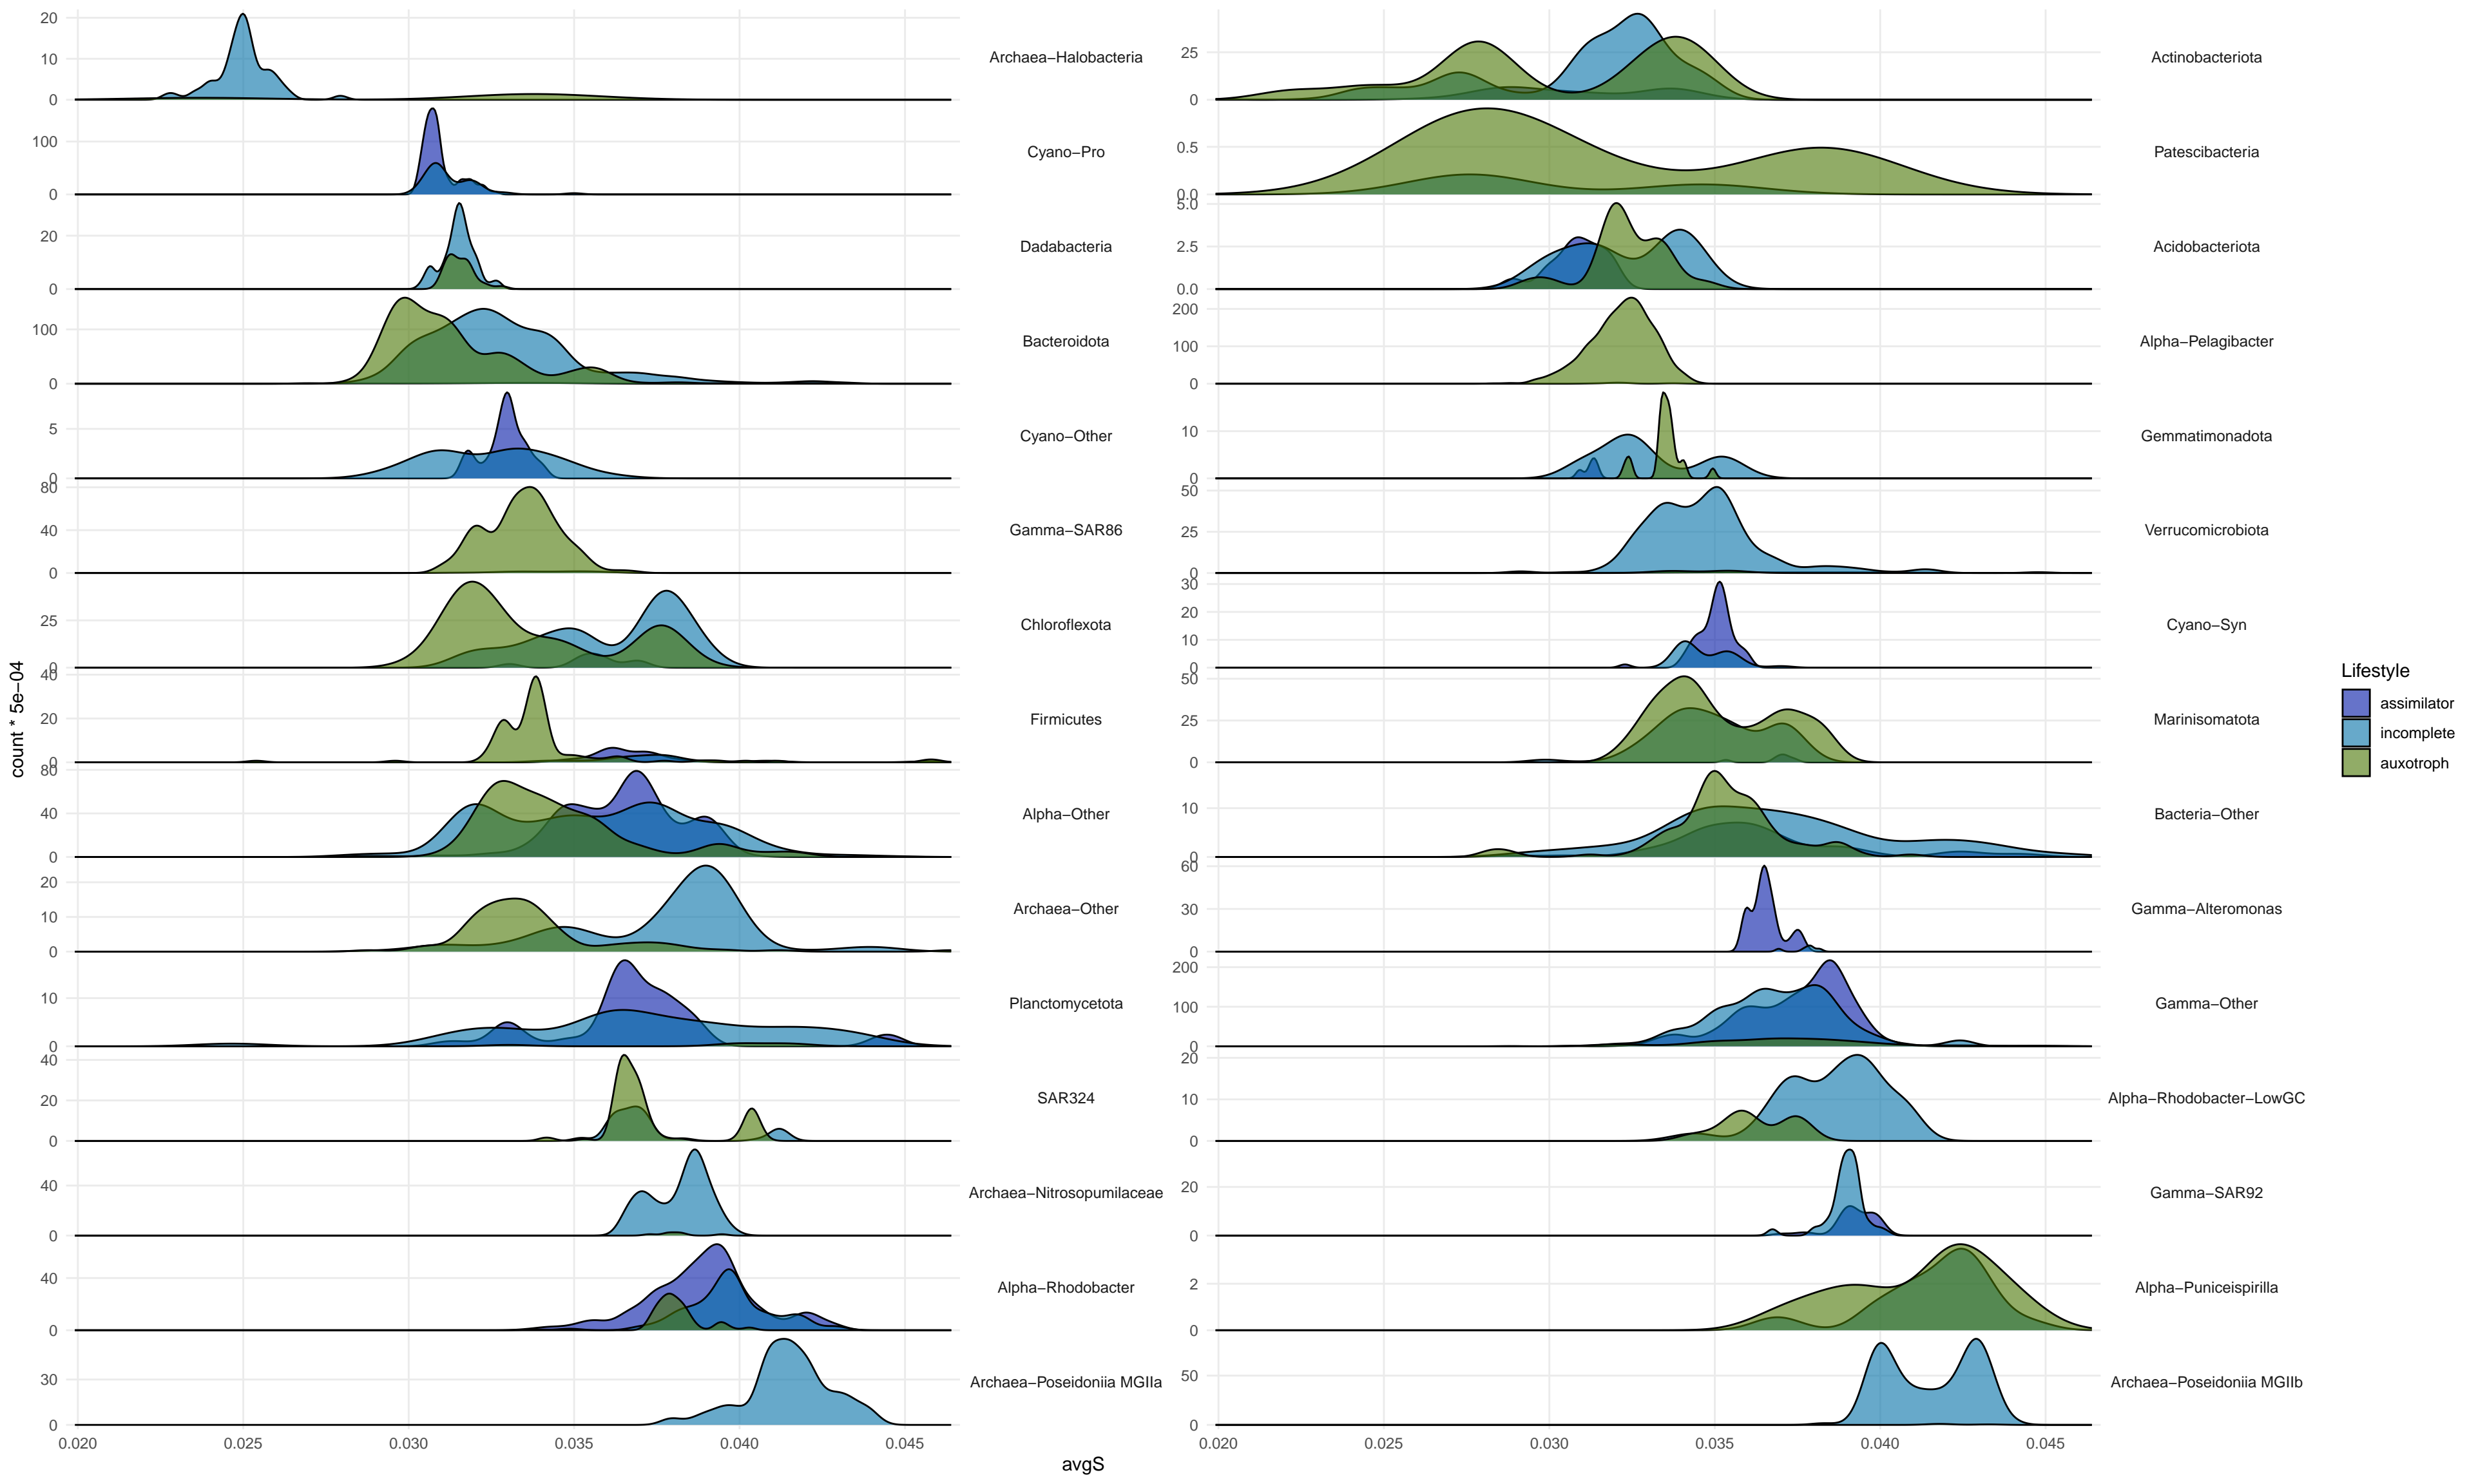 20
10
0
Archaea−Halobacteria
25
0
Actinobacteriota
100
0
Cyano−Pro
0.5
0.0
Patescibacteria
20
0
Dadabacteria
5.0
2.5
0.0
Acidobacteriota
100
0
Bacteroidota
200
100
0
Alpha−Pelagibacter
5
0
Cyano−Other
10
0
Gemmatimonadota
80
40
0
Gamma−SAR86
50
25
0
Verrucomicrobiota
25
0
Chloroflexota
30
20
10
0
Cyano−Syn
40
20
0
Firmicutes
50
25
0
Marinisomatota
80
40
0
Alpha−Other
10
0
Bacteria−Other
20
10
0
Archaea−Other
60
30
0
Gamma−Alteromonas
10
0
Planctomycetota
200
100
0
Gamma−Other
40
20
0
SAR324
20
10
0
Alpha−Rhodobacter−LowGC
40
0
Archaea−Nitrosopumilaceae
20
0
Gamma−SAR92
40
0
Alpha−Rhodobacter
2
0
Alpha−Puniceispirilla
30
0
Archaea−Poseidoniia MGIIa
50
0
Archaea−Poseidoniia MGIIb
0.020 0.025 0.030 0.035 0.040 0.045
0.020 0.025 0.030 0.035 0.040 0.045
avgS
count * 5e−04
Lifestyle
assimilator
incomplete
auxotroph